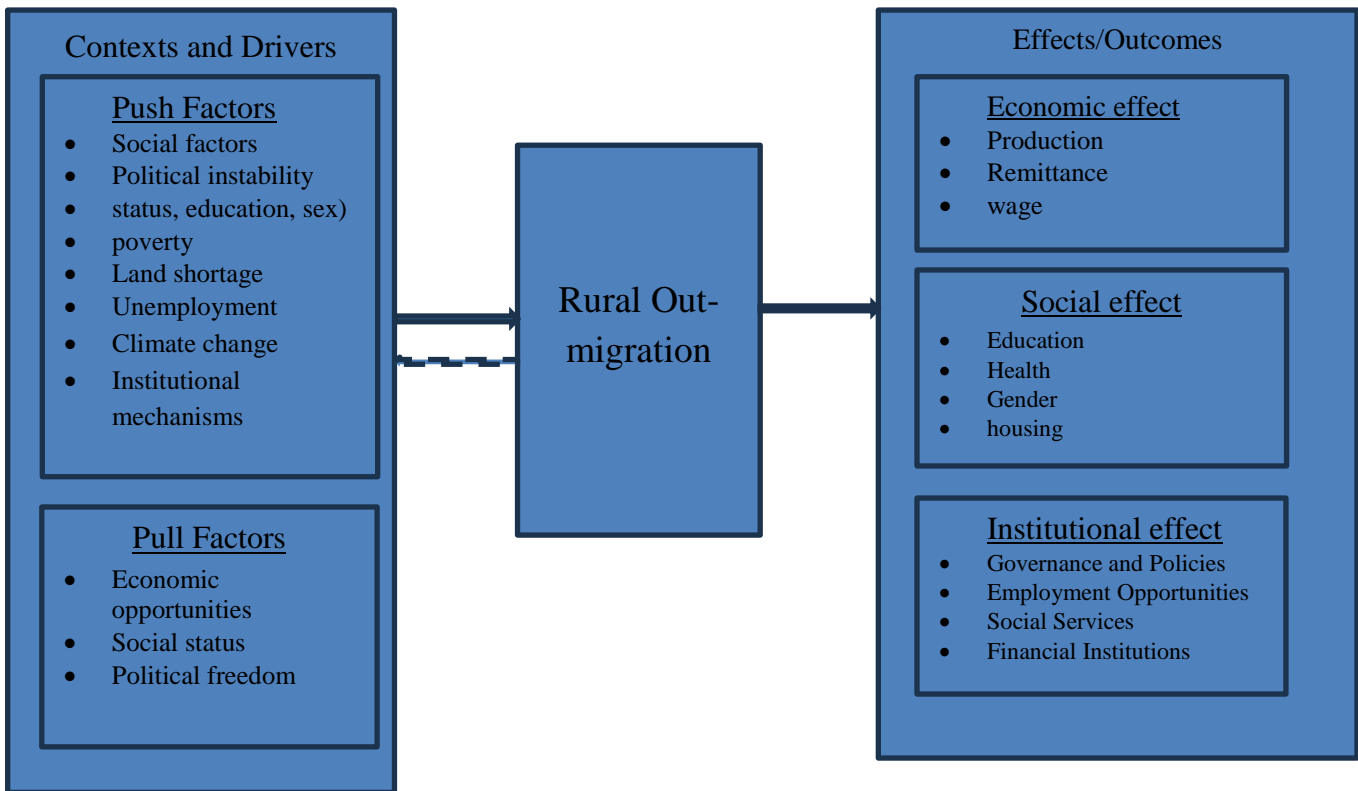 Contexts and Drivers
Push Factors
• Social factors
• Political instability
• status, education, sex)
• poverty
• Land shortage
• Unemployment
• Climate change
• Institutional
mechanisms
Pull Factors
• Economic
opportunities
• Social status
• Political freedom
Rural Out-
migration
Effects/Outcomes
Economic effect
• Production
• Remittance
• wage
Social effect
• Education
• Health
• Gender
• housing
Institutional effect
• Governance and Policies
• Employment Opportunities
• Social Services
• Financial Institutions